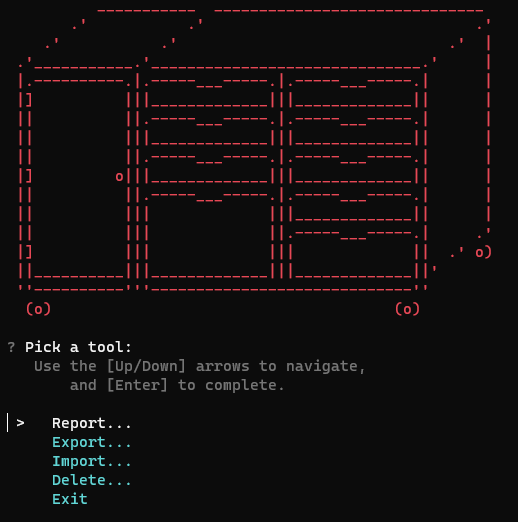 ? Pick a tool:
Use the [Up/Down] arrows to navigate,
and [Enter] to complete.
> Report...
Export...
Import...
Delete...
Exit